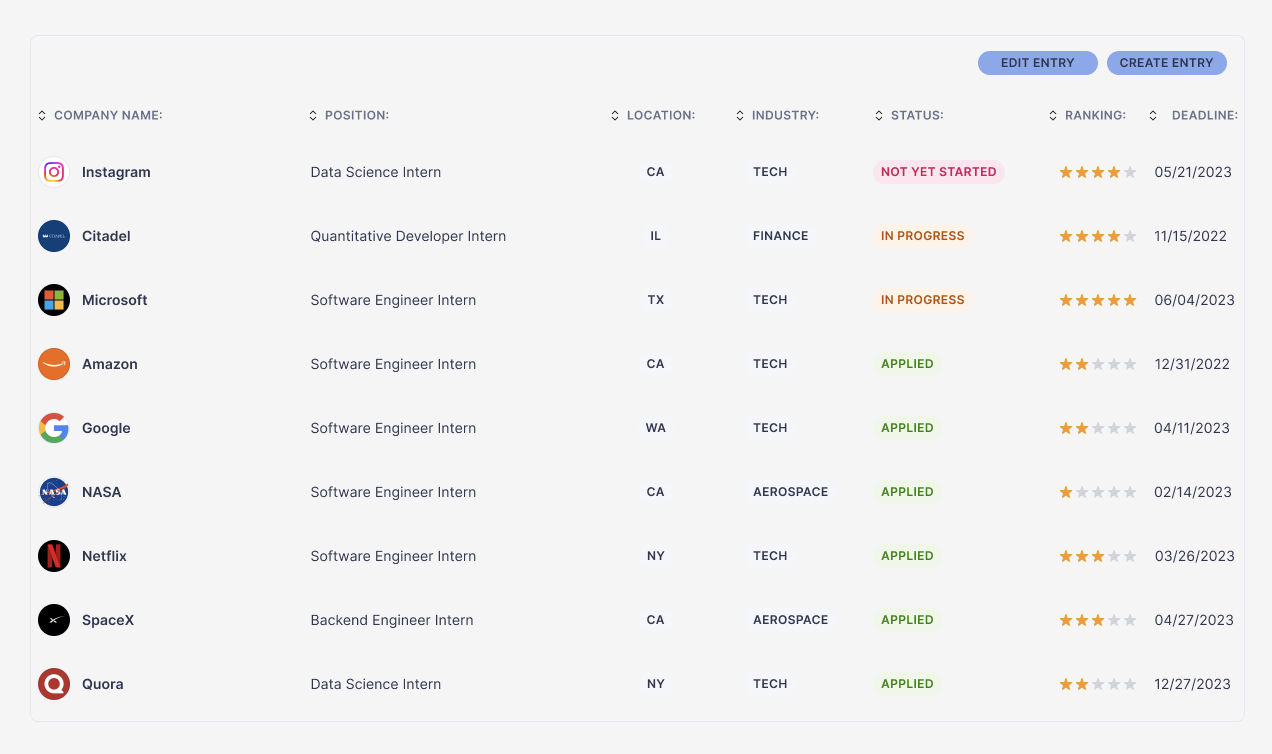 EDIT ENTRY CREATE ENTRY
COMPANY NAME: POSITION: LOCATION: INDUSTRY: STATUS: RANKING: DEADLINE:
Instagram Data Science Intern CA TECH NOT YET STARTED 05/21/2023
CITADEL Citadel Quantitative Developer Intern IL FINANCE IN PROGRESS 11/15/2022
Microsoft Software Engineer Intern TX TECH IN PROGRESS 06/04/2023
Amazon Software Engineer Intern CA TECH APPLIED 12/31/2022
Google Software Engineer Intern WA TECH APPLIED 04/11/2023
NASA NASA Software Engineer Intern CA AEROSPACE APPLIED 02/14/2023
Netflix Software Engineer Intern NY TECH APPLIED 03/26/2023
SpaceX Backend Engineer Intern CA AEROSPACE APPLIED 04/27/2023
Quora Data Science Intern NY TECH APPLIED 12/27/2023